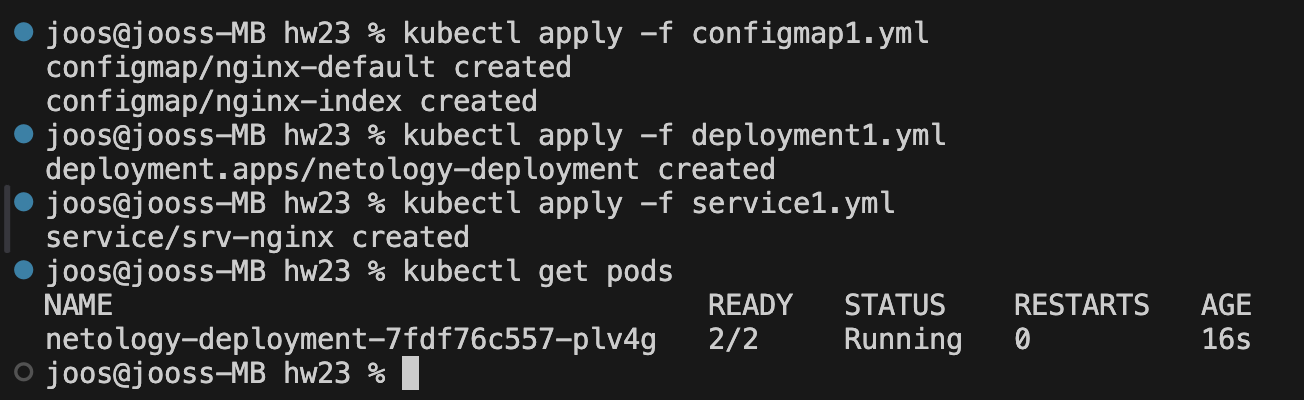 joos@jooss-MB hw23 % kubectl apply -f configmap1.yml
configmap/nginx-default created
configmap/nginx-index created
joos@jooss-MB hw23 % kubectl apply -f deployment1.yml
deployment.apps/netology-deployment created
joos@jooss-MB hw23 % kubectl apply -f service1.yml
service/srv-nginx created
joos@jooss-MB hw23 % kubectl get pods
NAME READY STATUS RESTARTS AGE
netology-deployment-7fdf76c557-plv4g 2/2 Running 0 16s
joos@jooss-MB hw23 %